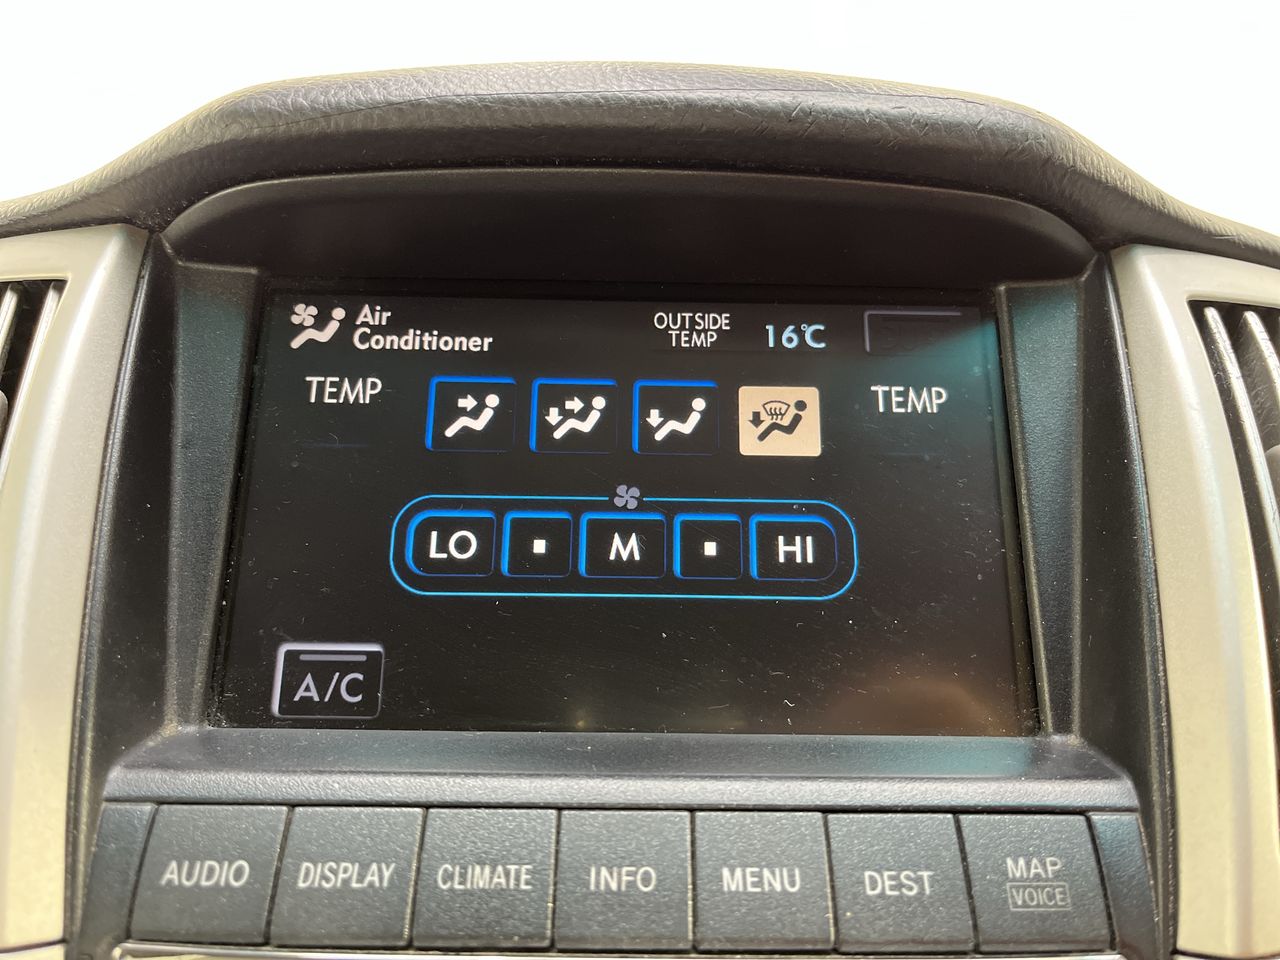 Air
Conditioner
OUTSIDE
TEMP
16°C
TEMP
TEMP
LO
M
HI
A/C
AUDIO
DISPLAY
CLIMATE
INFO
MENU
DEST
MAP
VOICE